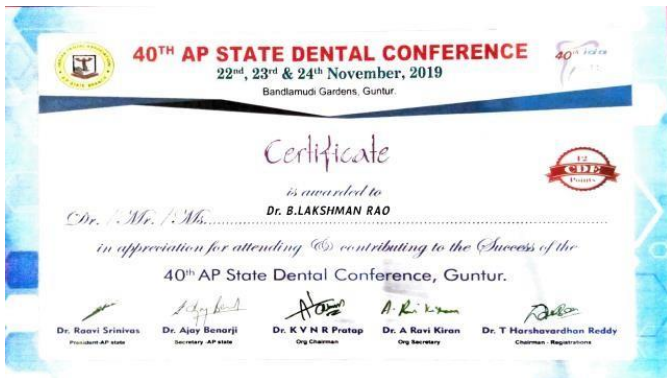 40TH AP STATE DENTAL CONFERENCE
22nd, 23rd & 24th November, 2019
Bandlamudi Gardens, Guntur.
40th
Certificate
12
CDE
Points
is awarded to
Dr. / Mr. / Ms. Dr. B.LAKSHMAN RAO
in appreciation for attending & contributing to the Success of the
40th AP State Dental Conference, Guntur.
Dr. Raavi Srinivas Dr. Ajay Benarji Dr. K V N R Pratap Dr. A Ravi Kiran Dr. T Harshavardhan Reddy
President-AP state Secretary -AP state Org Chairman Org Secretary Chairman - Registrations